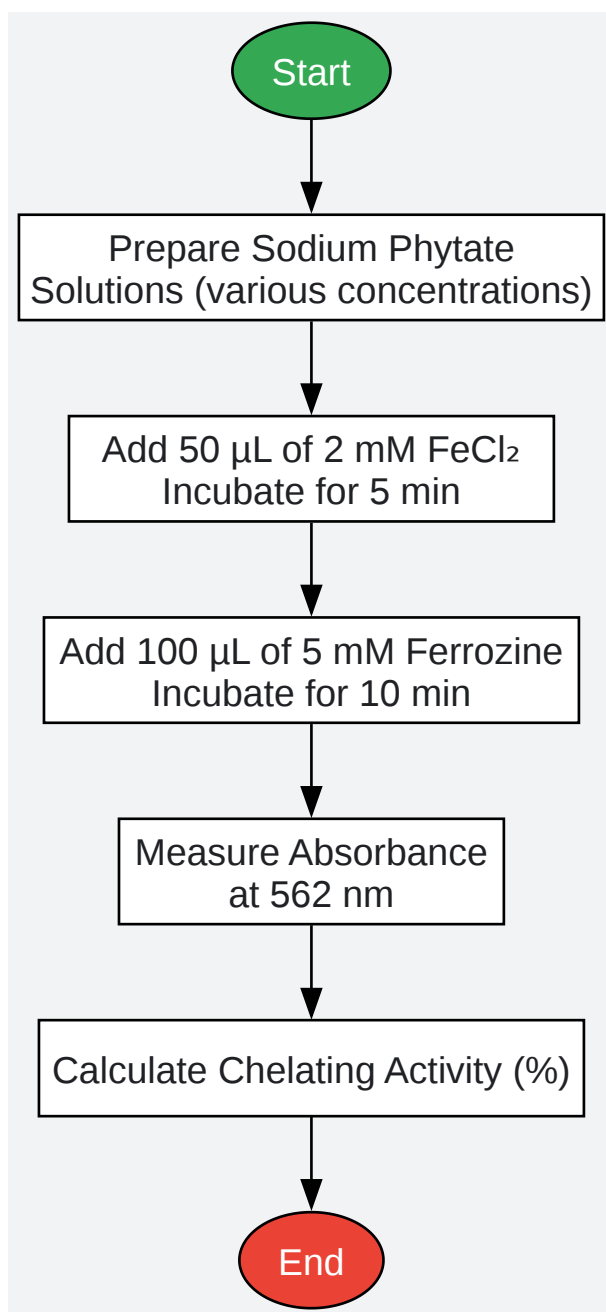 Start
Prepare Sodium Phytate
Solutions (various concentrations)
Add 50 µL of 2 mM FeCl₂
Incubate for 5 min
Add 100 µL of 5 mM Ferrozine
Incubate for 10 min
Measure Absorbance
at 562 nm
Calculate Chelating Activity (%)
End